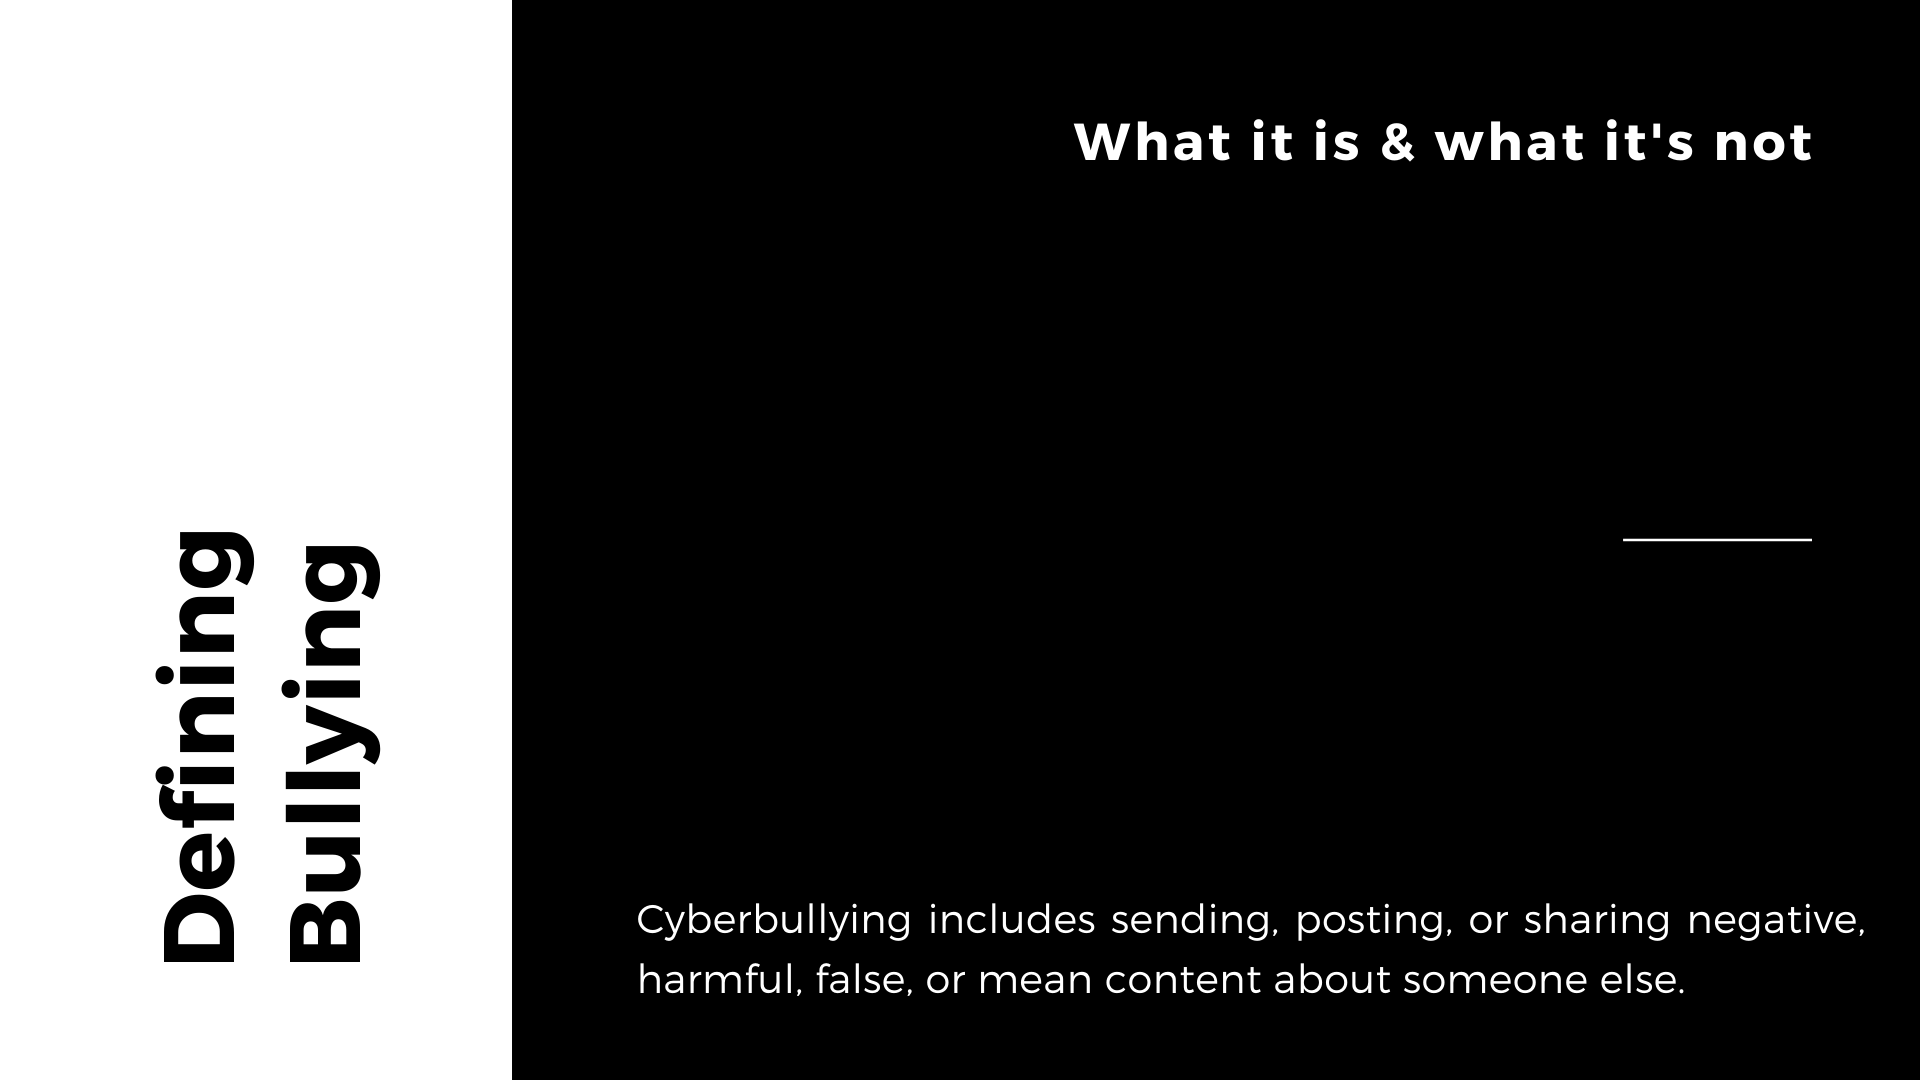 Defining
Bullying
What it is & what it's not
Cyberbullying includes sending, posting, or sharing negative,
harmful, false, or mean content about someone else.